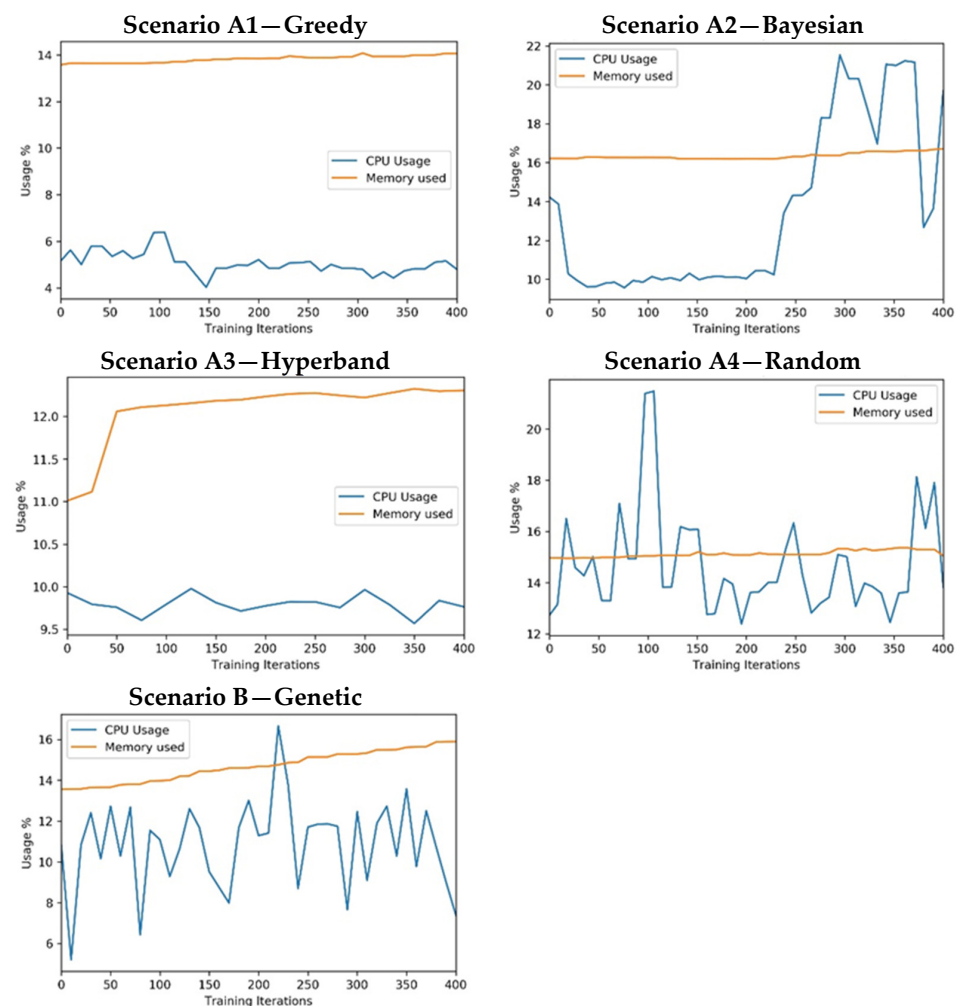 Scenario A1—Greedy
14
12
10
8
6
4
Usage %
CPU Usage
Memory used
0 50 100 150 200 250 300 350 400
Training Iterations
Scenario A2—Bayesian
22
20
18
16
14
12
10
Usage %
CPU Usage
Memory used
0 50 100 150 200 250 300 350 400
Training Iterations
Scenario A3—Hyperband
12.0
11.5
11.0
10.5
10.0
9.5
Usage %
CPU Usage
Memory used
0 50 100 150 200 250 300 350 400
Training Iterations
Scenario A4—Random
20
18
16
14
12
Usage %
CPU Usage
Memory used
0 50 100 150 200 250 300 350 400
Training Iterations
Scenario B—Genetic
16
14
12
10
8
6
Usage %
CPU Usage
Memory used
0 50 100 150 200 250 300 350 400
Training Iterations